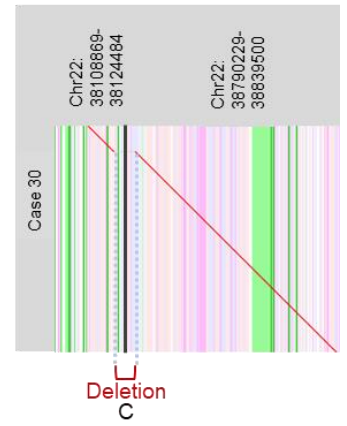 Chr22:
38108869-
38124484
Chr22:
38790229-
38839500
Case 30
Deletion
C